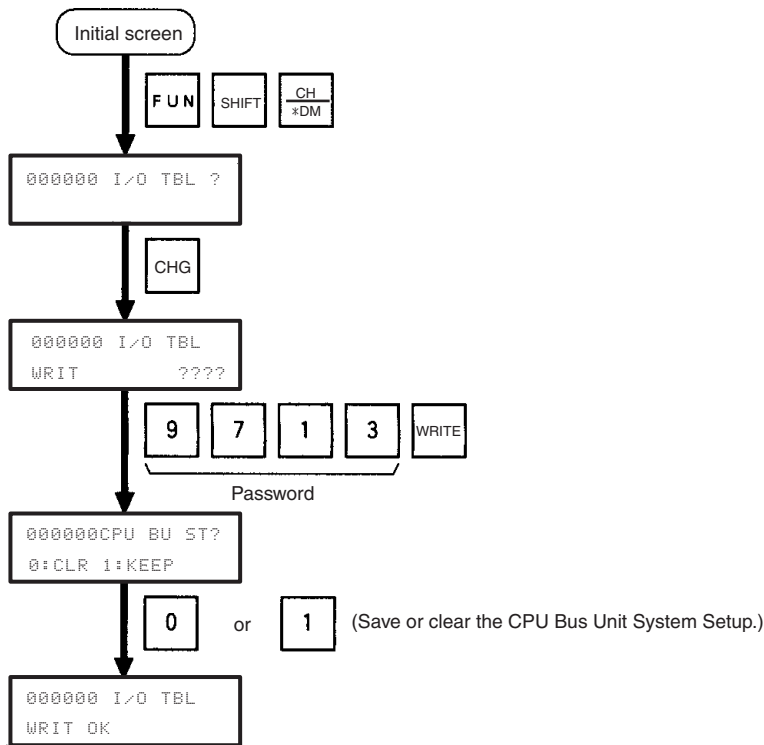 Initial screen
FUN SHIFT CH
*DM
000000 I/O TBL ?
CHG
000000 I/O TBL
WRIT ????
9 7 1 3 WRITE
Password
000000CPU BU ST?
0:CLR 1:KEEP
0 or 1 (Save or clear the CPU Bus Unit System Setup.)
000000 I/O TBL
WRIT OK